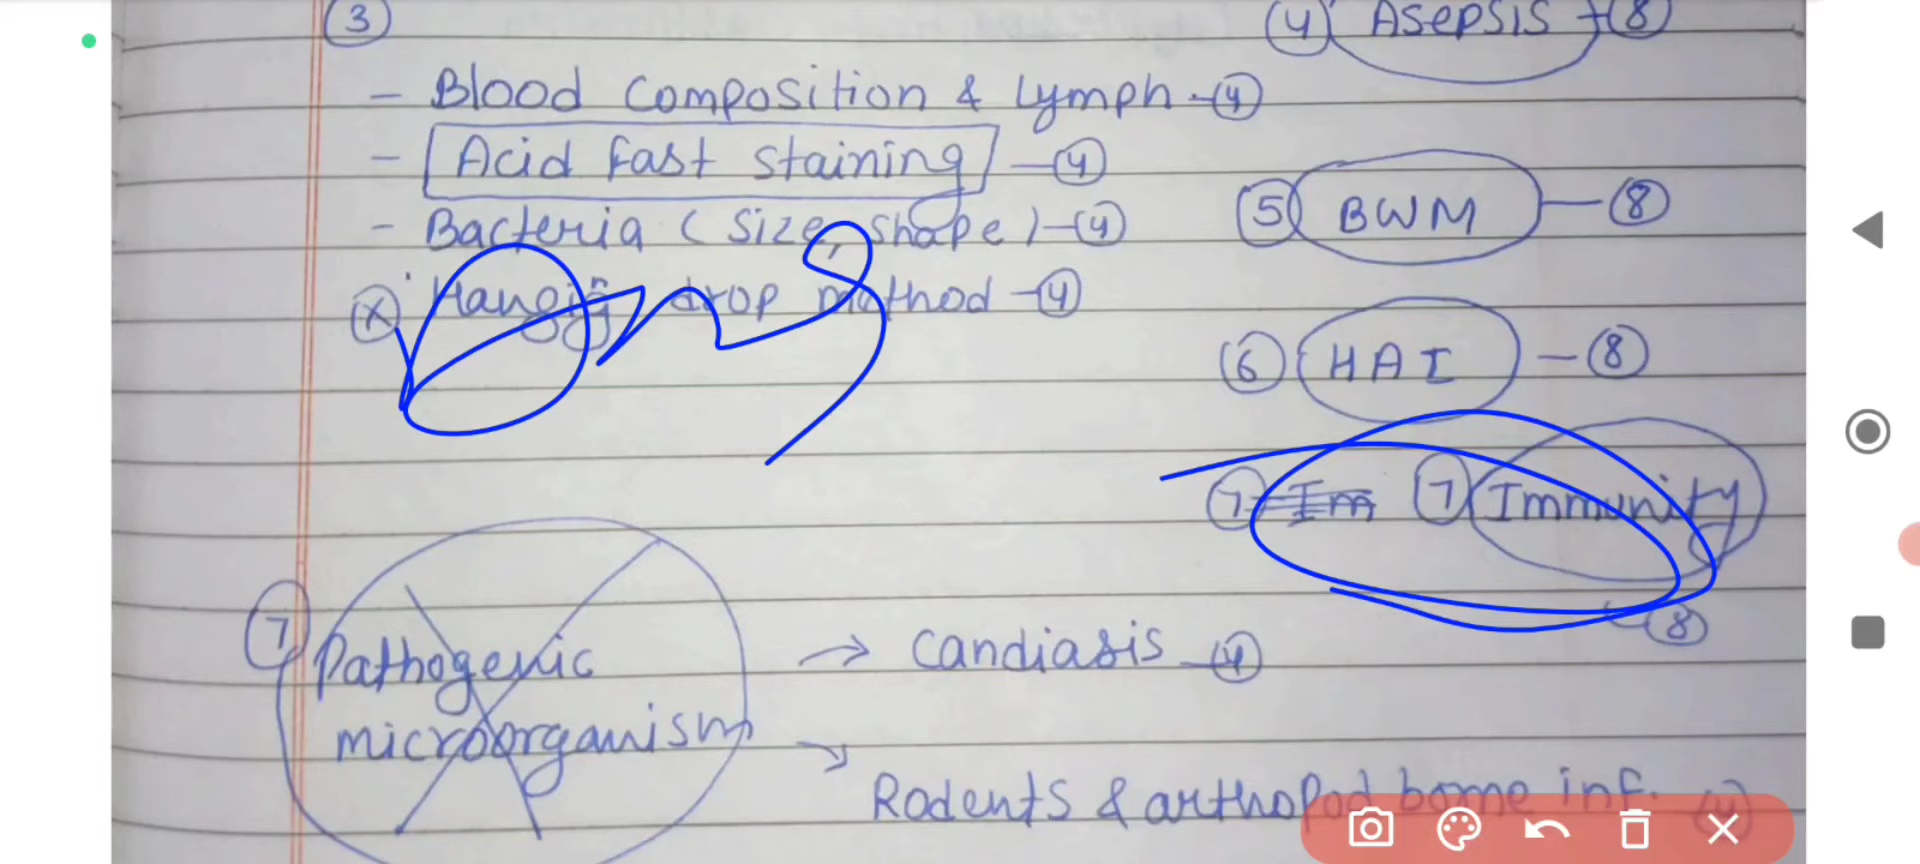 ③
- Blood Composition & Lymph - ④
- Acid Fast Staining - ④
- Bacteria ( Size, shape ) - ④
ⓧ Hanging drop method - ④
④ Asepsis - ⑧
⑤ BWM - ⑧
⑥ HAI - ⑧
⑦ Im ⑦ Immunity
- ⑧
⑦ Pathogenic
microorganism
→ Candiasis - ④
→ Rodents & arthopod borne inf. ④